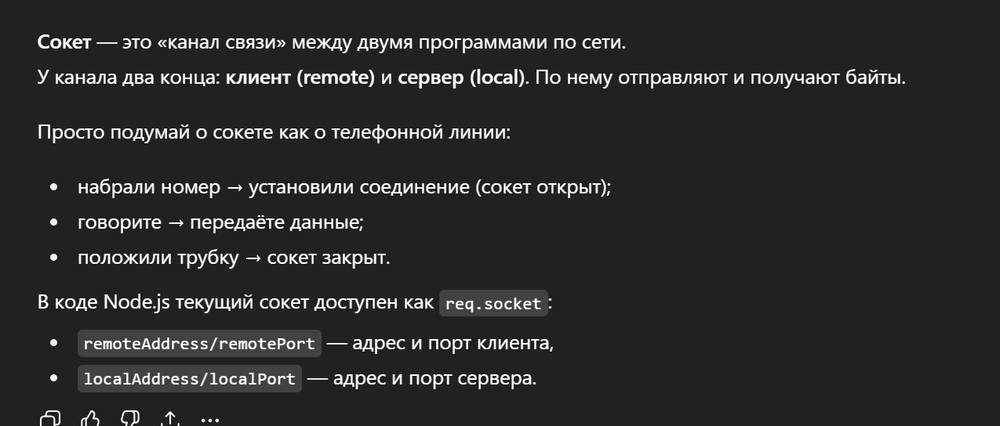 Сокет — это «канал связи» между двумя программами по сети.
У канала два конца: клиент (remote) и сервер (local). По нему отправляют и получают байты.
Просто подумай о сокете как о телефонной линии:
• набрали номер → установили соединение (сокет открыт);
• говорите → передаёте данные;
• положили трубку → сокет закрыт.
В коде Node.js текущий сокет доступен как req.socket:
• remoteAddress/remotePort — адрес и порт клиента,
• localAddress/localPort — адрес и порт сервера.